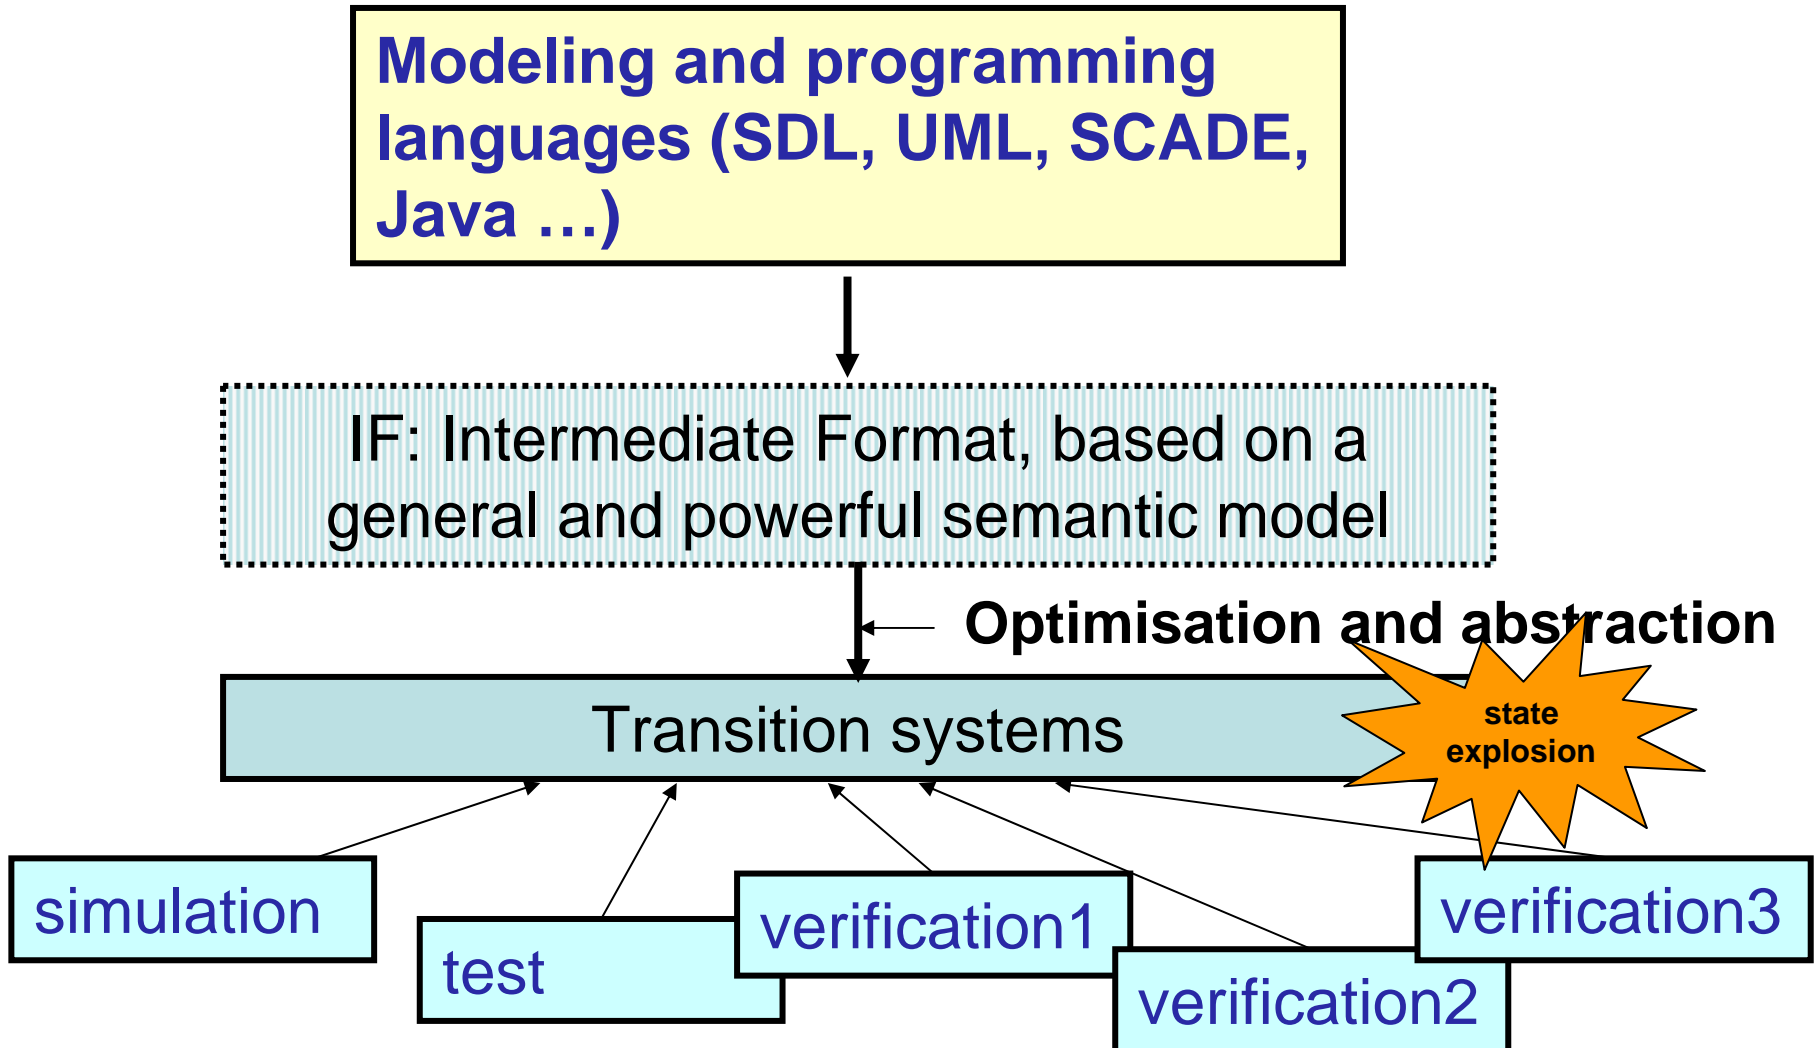 Modeling and programming
languages (SDL, UML, SCADE,
Java …)
IF: Intermediate Format, based on a
general and powerful semantic model
Optimisation and abstraction
Transition systems
state
explosion
simulation
test
verification1
verification2
verification3